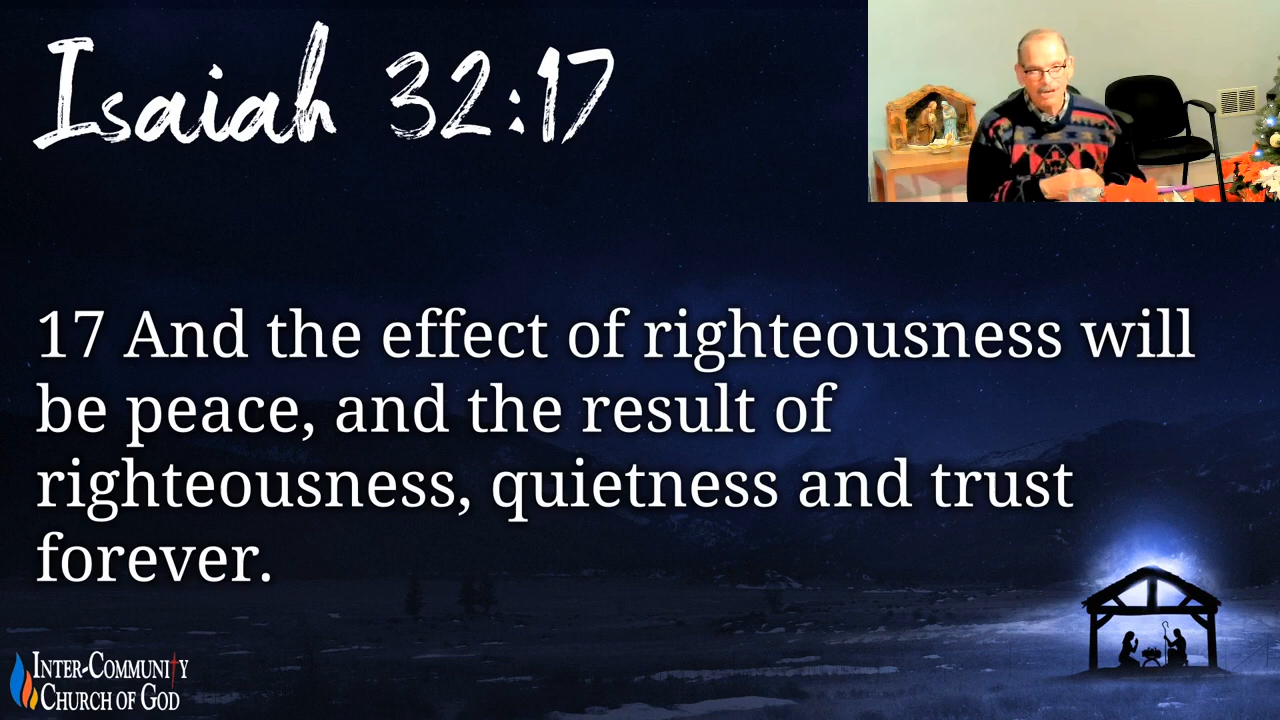 Isaiah 32:17
17 And the effect of righteousness will
be peace, and the result of
righteousness, quietness and trust
forever.
INTER-COMMUNITY
CHURCH OF GOD